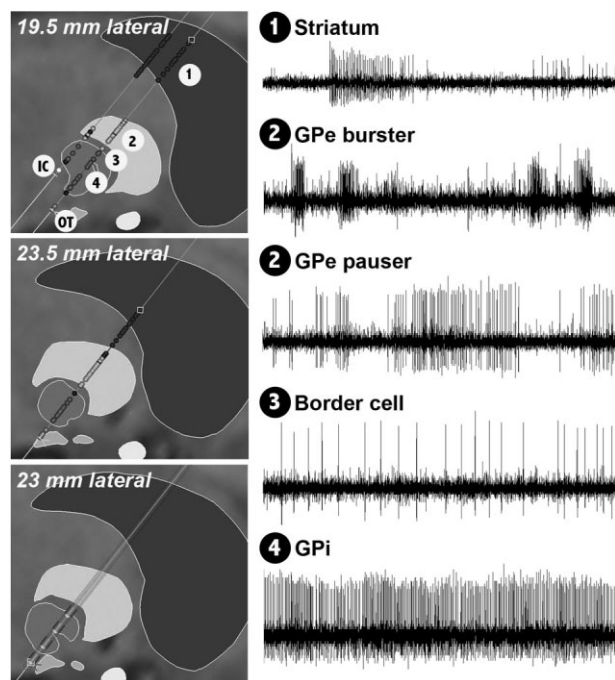 19.5 mm lateral
1
2
3
4
IC
OT
23.5 mm lateral
23 mm lateral
1 Striatum
2 GPe burster
2 GPe pauser
3 Border cell
4 GPi